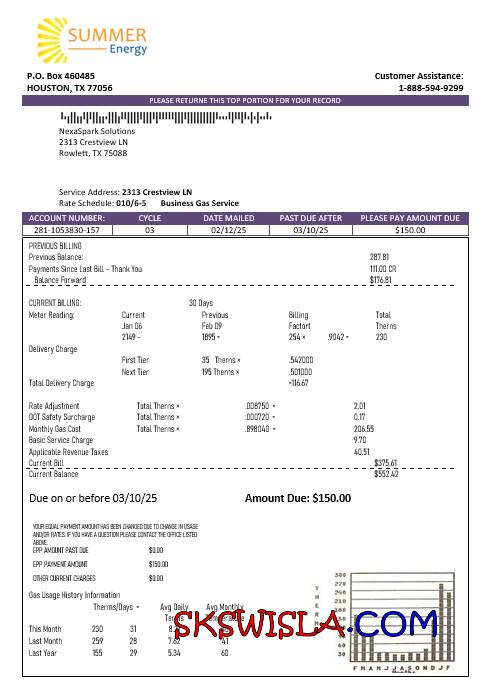 SUMMER
Energy
P.O. Box 460485
HOUSTON, TX 77056
Customer Assistance:
1-888-594-9299
PLEASE RETURNE THIS TOP PORTION FOR YOUR RECORD
NexaSpark Solutions
2313 Crestview LN
Rowlett, TX 75088
Service Address: 2313 Crestview LN
Rate Schedule: 010/6-5 Business Gas Service
ACCOUNT NUMBER: CYCLE DATE MAILED PAST DUE AFTER PLEASE PAY AMOUNT DUE
281-1053830-157 03 02/12/25 03/10/25 $150.00
PREVIOUS BILLING
Previous Balance: 287.81
Payments Since Last Bill – Thank You 111.00 CR
Balance Forward $176.81
CURRENT BILLING: 30 Days
Meter Reading: Current Previous Billing Total
Jan 06 Feb 09 Factort Therns
2149 - 1895 = 254 × .9042 = 230
Delivery Charge
First Tier 35 Therns × .542000
Next Tier 195 Therns × .501000
Total Delivery Charge =116.67
Rate Adjustment Total Therns × .008750 = 2.01
DOT Safety Surcharge Total Therns × .000720 = 0.17
Monthly Gas Cost Total Therns × .898040 = 206.55
Basic Service Charge 9.70
Applicable Revenue Taxes 40.51
Current Bill $375.61
Current Balance $552.42
Due on or before 03/10/25 Amount Due: $150.00
YOUR EQUAL PAYMENT AMOUNT HAS BEEN CHANGED DUE TO CHANGE IN USAGE
AND/OR RATES. IF YOU HAVE A QUESTION PLEASE CONTACT THE OFFICE LISTED
ABOVE.
EPP AMOUNT PAST DUE $0.00
EPP PAYMENT AMOUNT $150.00
OTHER CURRENT CHARGES $0.00
Gas Usage History Information
Therms/Days = Avg Daily Avg Monthly
This Month 230 31
Last Month 259 28 7.62 41
Last Year 155 29 5.34 60
SKSWISLA.COM
T
H
E
R
M
300
270
240
210
180
150
120
90
60
30
0
F M A M J J A S O N D J F
Months